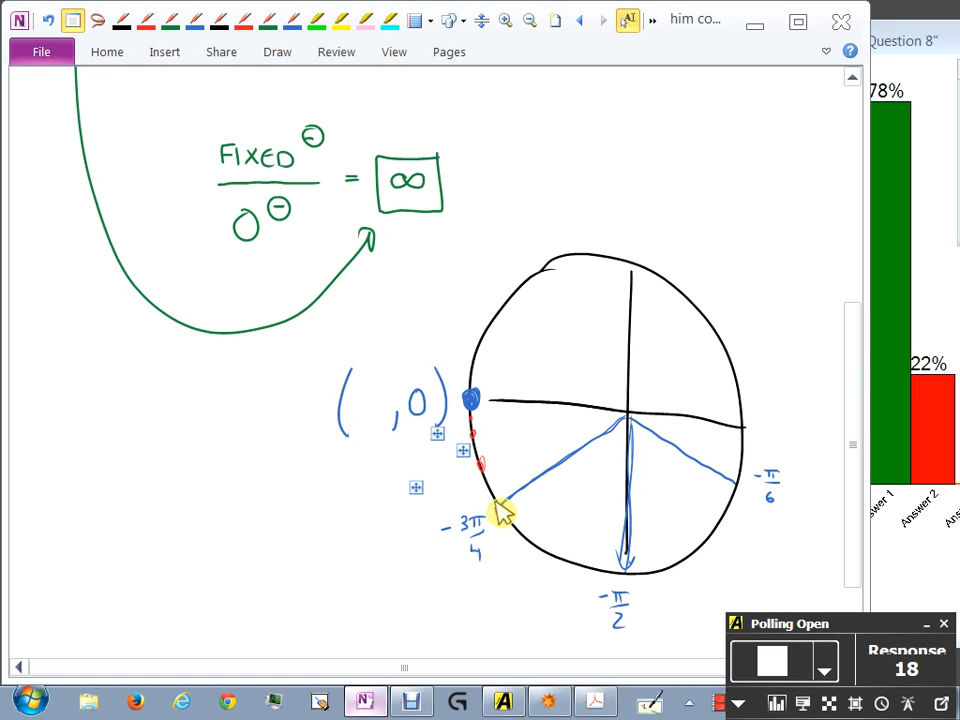 him co...
Question 8"
File Home Insert Share Draw Review View Pages
78%
FIXED ⊖
= ∞
0 ⊖
( , 0 )
22%
- π/6
- 3π/4
Answer 1
Answer 2
- π/2
Polling Open
Response
18